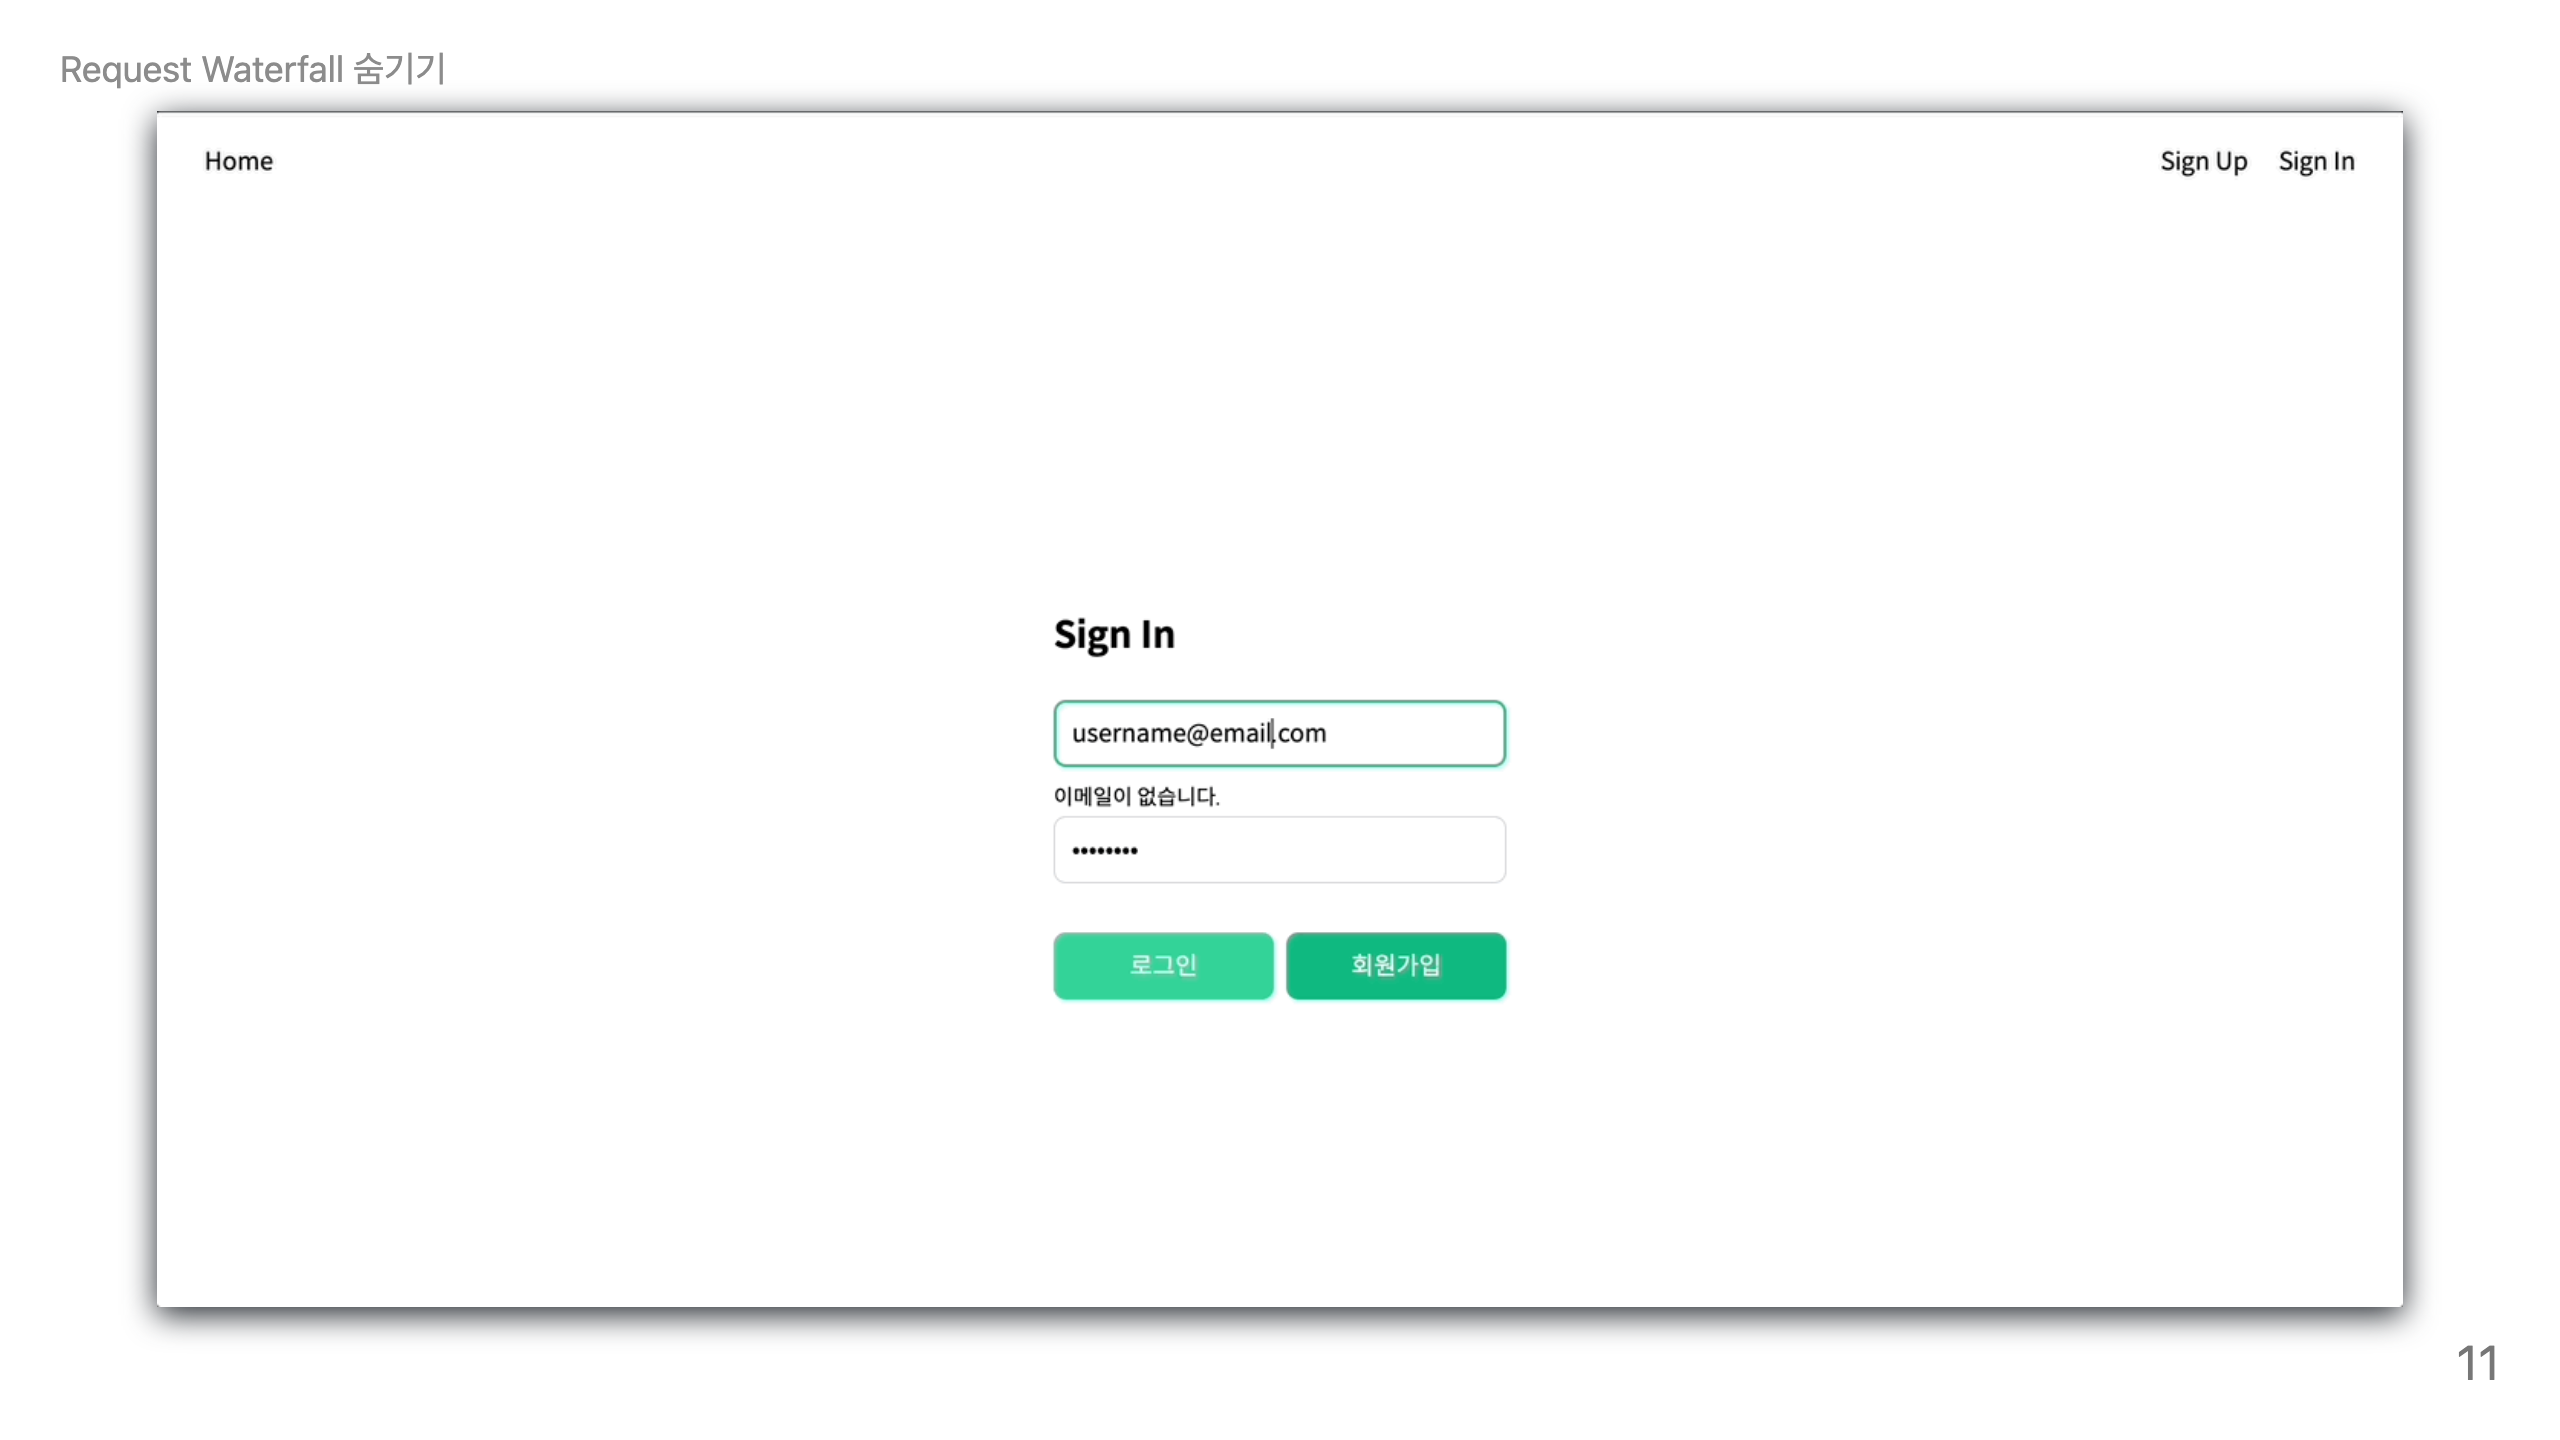 Request Waterfall 숨기기
Home
Sign Up
Sign In
Sign In
username@email.com
이메일이 없습니다.
••••••••
로그인
회원가입
11